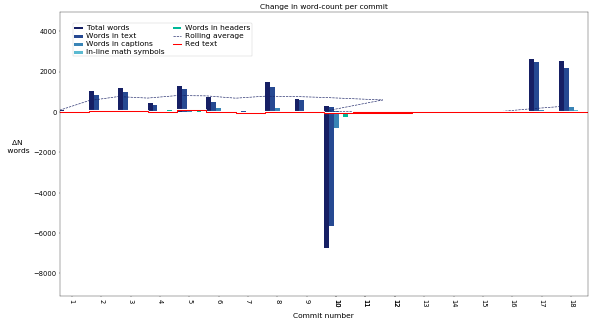 Change in word-count per commit
Total words
Words in text
Words in captions
in-line math symbols
Words in headers
Rolling average
Red text
4000
2000
0
−2000
−4000
−6000
−8000
ΔN
words
1 2 3 4 5 6 7 8 9 10 11 12 13 14 15 16 17 18
Commit number